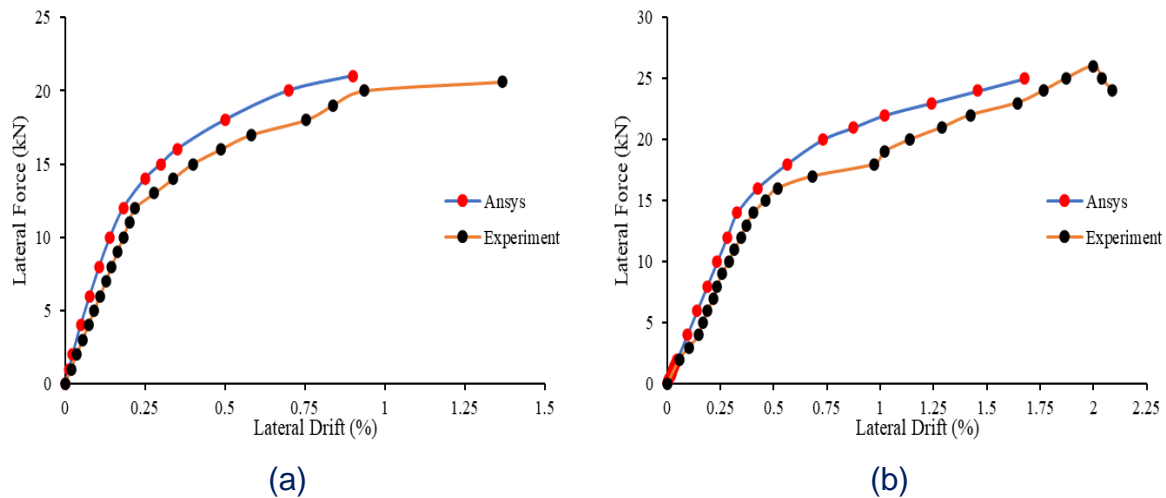 25
20
15
10
5
0
Lateral Force (kN)
Ansys
Experiment
0 0.25 0.5 0.75 1 1.25 1.5
Lateral Drift (%)
(a)
30
25
20
15
10
5
0
Lateral Force (kN)
Ansys
Experiment
0 0.25 0.5 0.75 1 1.25 1.5 1.75 2 2.25
Lateral Drift (%)
(b)